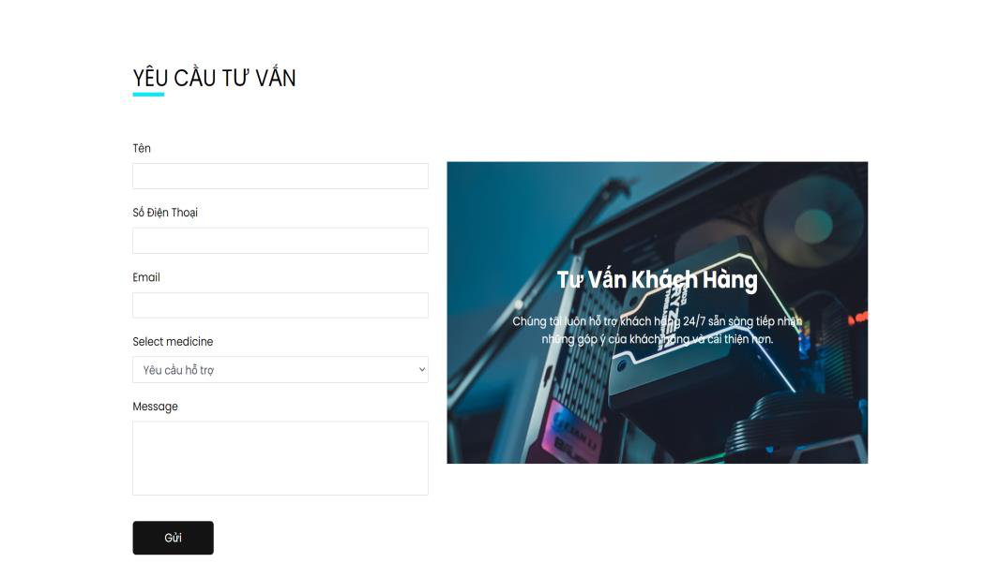 YÊU CẦU TƯ VẤN
Tên
Số Điện Thoại
Email
Select medicine
Yêu cầu hỗ trợ
Message
Gửi
Tư Vấn Khách Hàng
Chúng tôi luôn hỗ trợ khách hàng 24/7 sẵn sàng tiếp nhận
những góp ý của khách hàng và cải thiện hơn.
AMD
RYZEN